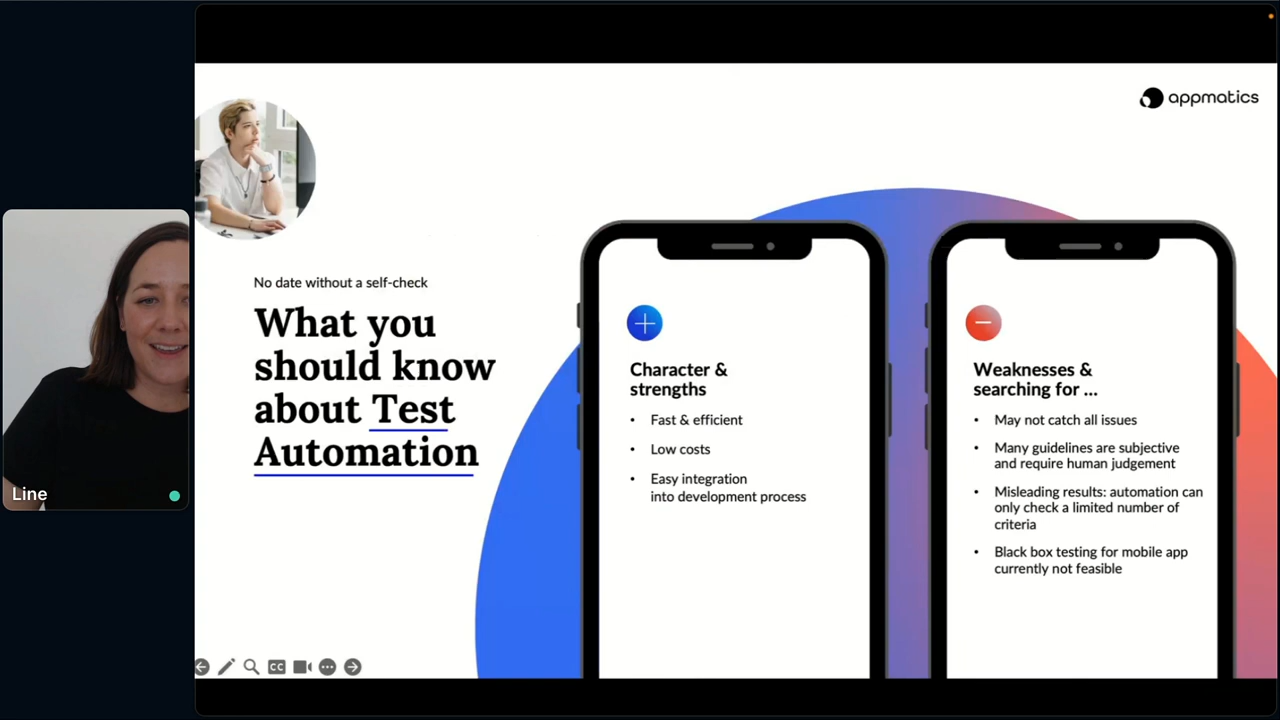 appmatics
No date without a self-check
What you
should know
about Test
Automation
Character &
strengths
• Fast & efficient
• Low costs
• Easy integration
into development process
Weaknesses &
searching for ...
• May not catch all issues
• Many guidelines are subjective
and require human judgement
• Misleading results: automation can
only check a limited number of
criteria
• Black box testing for mobile app
currently not feasible
Line
CC